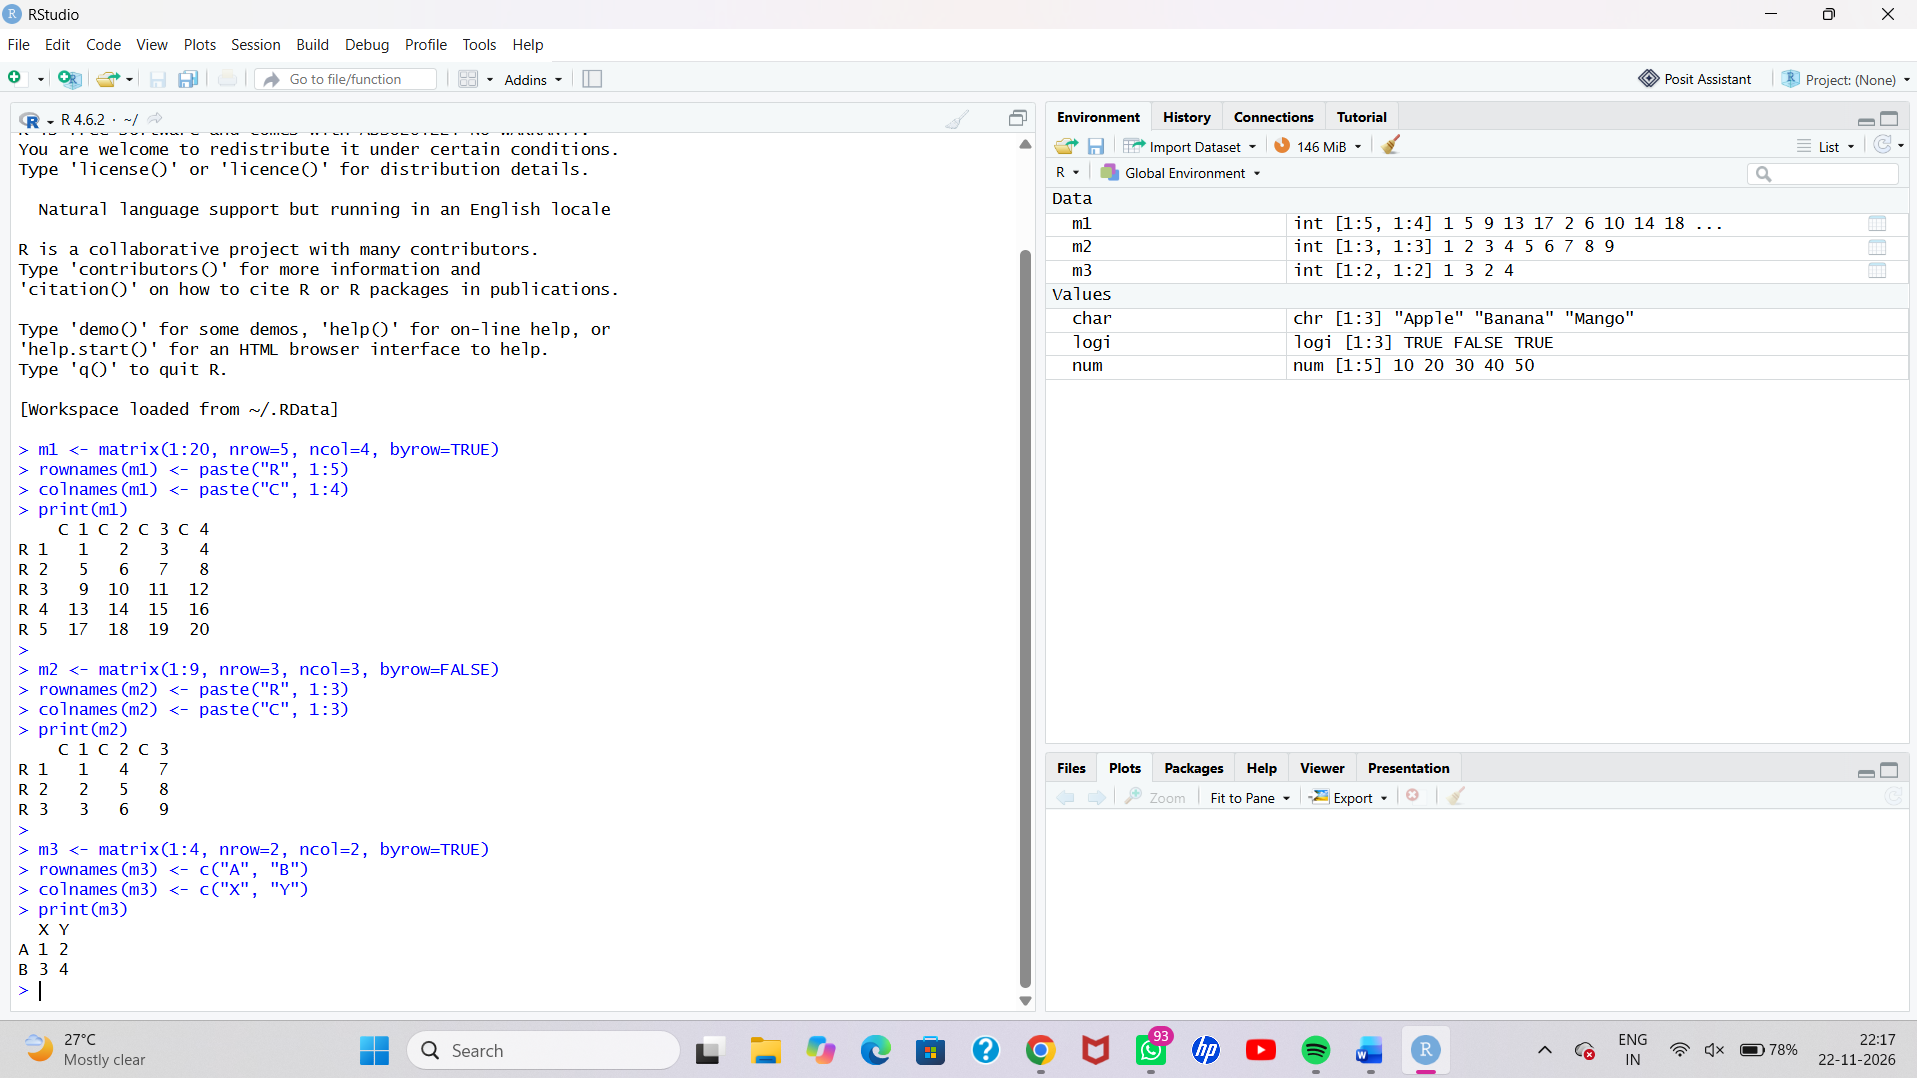 RStudio
File Edit Code View Plots Session Build Debug Profile Tools Help
Go to file/function Addins Posit Assistant Project: (None)
R 4.6.2 · ~/
You are welcome to redistribute it under certain conditions.
Type 'license()' or 'licence()' for distribution details.
Natural language support but running in an English locale
R is a collaborative project with many contributors.
Type 'contributors()' for more information and
'citation()' on how to cite R or R packages in publications.
Type 'demo()' for some demos, 'help()' for on-line help, or
'help.start()' for an HTML browser interface to help.
Type 'q()' to quit R.
[Workspace loaded from ~/.RData]
> m1 <- matrix(1:20, nrow=5, ncol=4, byrow=TRUE)
> rownames(m1) <- paste("R", 1:5)
> colnames(m1) <- paste("C", 1:4)
> print(m1)
    C 1 C 2 C 3 C 4
R 1   1   2   3   4
R 2   5   6   7   8
R 3   9  10  11  12
R 4  13  14  15  16
R 5  17  18  19  20
>
> m2 <- matrix(1:9, nrow=3, ncol=3, byrow=FALSE)
> rownames(m2) <- paste("R", 1:3)
> colnames(m2) <- paste("C", 1:3)
> print(m2)
    C 1 C 2 C 3
R 1   1   4   7
R 2   2   5   8
R 3   3   6   9
>
> m3 <- matrix(1:4, nrow=2, ncol=2, byrow=TRUE)
> rownames(m3) <- c("A", "B")
> colnames(m3) <- c("X", "Y")
> print(m3)
  X Y
A 1 2
B 3 4
>
Environment History Connections Tutorial
Import Dataset 146 MiB List
R Global Environment
Data
m1 int [1:5, 1:4] 1 5 9 13 17 2 6 10 14 18 ...
m2 int [1:3, 1:3] 1 2 3 4 5 6 7 8 9
m3 int [1:2, 1:2] 1 3 2 4
Values
char chr [1:3] "Apple" "Banana" "Mango"
logi logi [1:3] TRUE FALSE TRUE
num num [1:5] 10 20 30 40 50
Files Plots Packages Help Viewer Presentation
Zoom Fit to Pane Export
27°C
Mostly clear
Search
93
ENG
IN
78%
22:17
22-11-2026